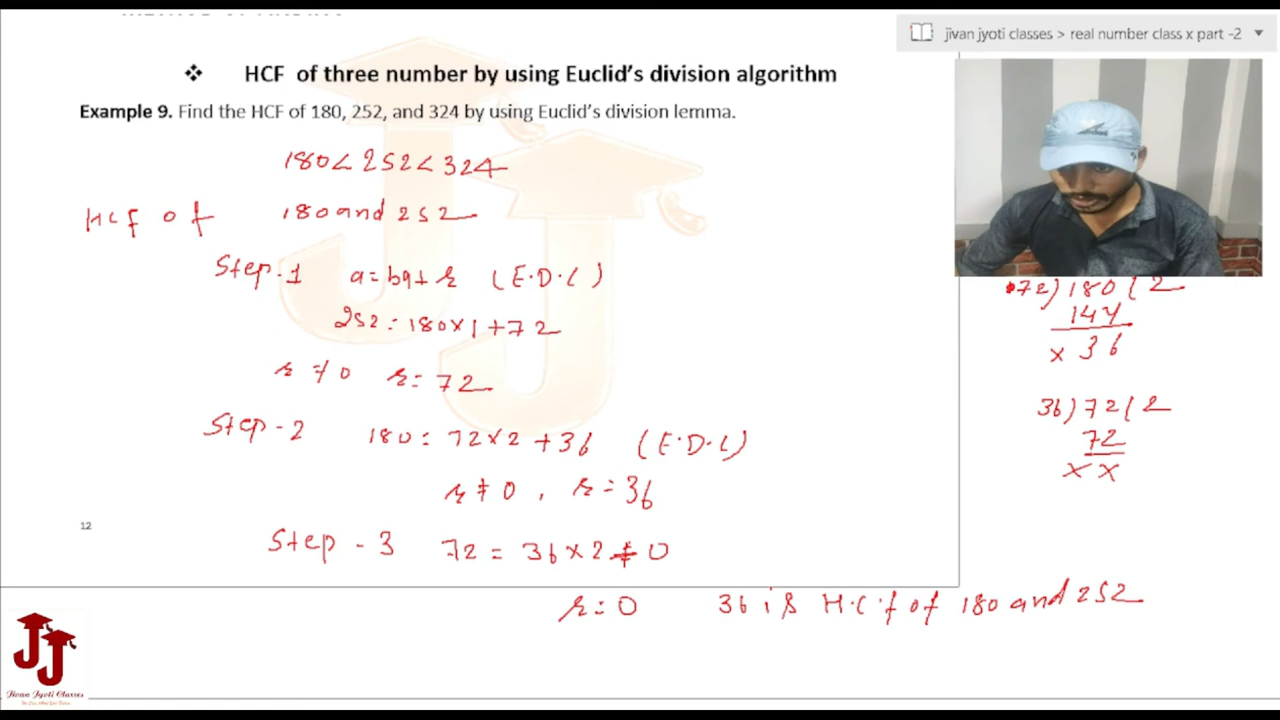 jivan jyoti classes > real number class x part -2
❖ HCF of three number by using Euclid's division algorithm
Example 9. Find the HCF of 180, 252, and 324 by using Euclid's division lemma.
180 < 252 < 324
HCF of 180 and 252
Step-1 a = bq + r (E.D.L)
252 = 180 × 1 + 72
r ≠ 0 r = 72
Step-2 180 = 72 × 2 + 36 (E.D.L)
r ≠ 0, r = 36
Step-3 72 = 36 × 2 + 0
r = 0 36 is H.C.f of 180 and 252
72) 180 ( 2
144
× 36
36) 72 ( 2
72
× ×
12
JJ
Jivan Jyoti Classes